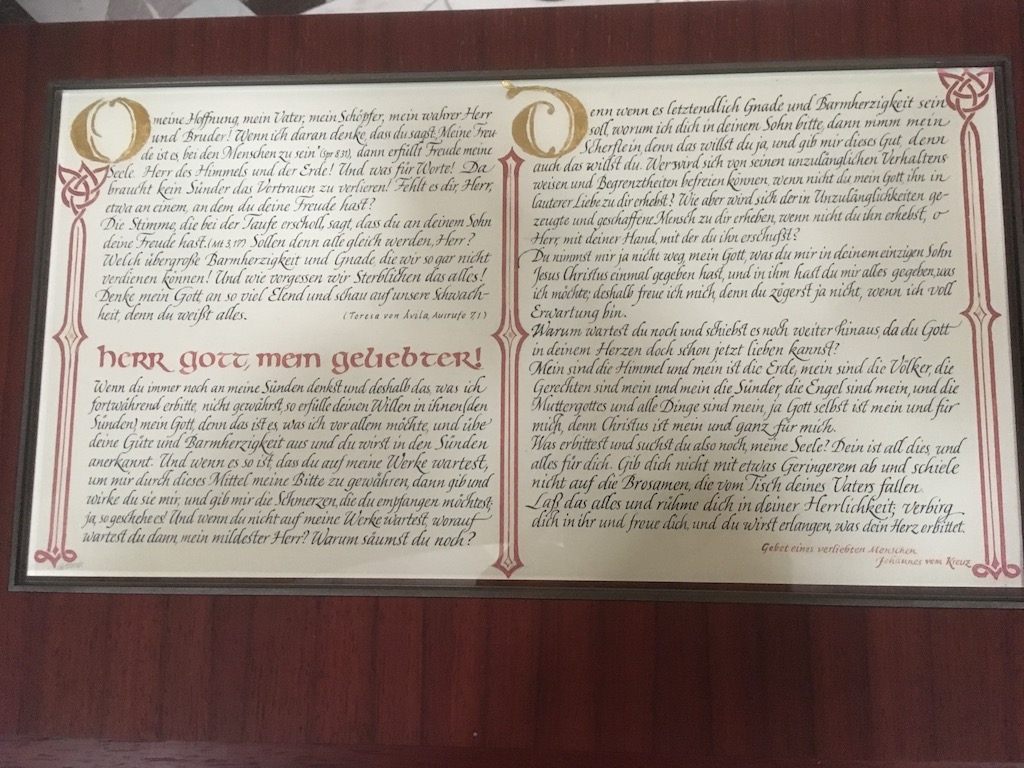 O meine Hoffnung, mein Vater, mein Schöpfer, mein wahrer Herr
und Bruder! Wenn ich daran denke, dass du sagst: Meine Freu-
de ist es, bei den Menschen zu sein" (Spr 8,31), dann erfüllt Freude meine
Seele. Herr des Himmels und der Erde! Und was für Worte! Da
braucht kein Sünder das Vertrauen zu verlieren! Fehlt es dir, Herr,
etwa an einem, an dem du deine Freude hast?
Die Stimme, die bei der Taufe erscholl, sagt, dass du an deinem Sohn
deine Freude hast. (Mt 3,17) Sollen denn alle gleich werden, Herr?
Welch übergroße Barmherzigkeit und Gnade, die wir so gar nicht
verdienen können! Und wie vergessen wir Sterblichen das alles!
Denke mein Gott an so viel Elend und schau auf unsere Schwach-
heit, denn du weißt alles. (Teresa von Ávila, Ausrufe 7,1)
herr gott, mein geliebter!
Wenn du immer noch an meine Sünden denkst und deshalb das, was ich
fortwährend erbitte, nicht gewährst, so erfülle deinen Willen in ihnen (den
Sünden) mein Gott, denn das ist es, was ich vor allem möchte, und übe
deine Güte und Barmherzigkeit aus und du wirst in den Sünden
anerkannt. Und wenn es so ist, dass du auf meine Werke wartest,
um mir durch dieses Mittel meine Bitte zu gewähren, dann gib und
wirke du sie mir, und gib mir die Schmerzen, die du empfangen möchtest;
ja, so geschehe es! Und wenn du nicht auf meine Werke wartest, worauf
wartest du dann, mein mildester Herr? Warum säumst du noch?
Denn wenn es letztendlich Gnade und Barmherzigkeit sein
soll, worum ich dich in deinem Sohn bitte, dann nimm mein
Scherflein, denn das willst du ja, und gib mir dieses Gut, denn
auch das willst du. Wer wird sich von seinen unzulänglichen Verhaltens
weisen und Begrenztheiten befreien können, wenn nicht du mein Gott ihn in
lauterer Liebe zu dir erhebst? Wie aber wird sich der in Unzulänglichkeiten ge-
zeugte und geschaffene Mensch zu dir erheben, wenn nicht du ihn erhebst, o
Herr, mit deiner Hand, mit der du ihn erschufst?
Du nimmst mir ja nicht weg, mein Gott, was du mir in deinem einzigen Sohn
Jesus Christus einmal gegeben hast, und in ihm hast du mir alles gegeben, was
ich möchte; deshalb freue ich mich, denn du zögerst ja nicht, wenn ich voll
Erwartung bin.
Warum wartest du noch und schiebst es noch weiter hinaus, da du Gott
in deinem Herzen doch schon jetzt lieben kannst?
Mein sind die Himmel und mein ist die Erde, mein sind die Völker, die
Gerechten sind mein und mein die Sünder, die Engel sind mein, und die
Muttergottes und alle Dinge sind mein, ja Gott selbst ist mein und für
mich, denn Christus ist mein und ganz für mich.
Was erbittest und suchst du also noch, meine Seele? Dein ist all dies, und
alles für dich. Gib dich nicht mit etwas Geringerem ab und schiele
nicht auf die Brosamen, die vom Tisch deines Vaters fallen.
Laß das alles und rühme dich in deiner Herrlichkeit; verbirg
dich in ihr und freue dich, und du wirst erlangen, was dein Herz erbittet.
Gebet eines verliebten Menschen
Johannes vom Kreuz